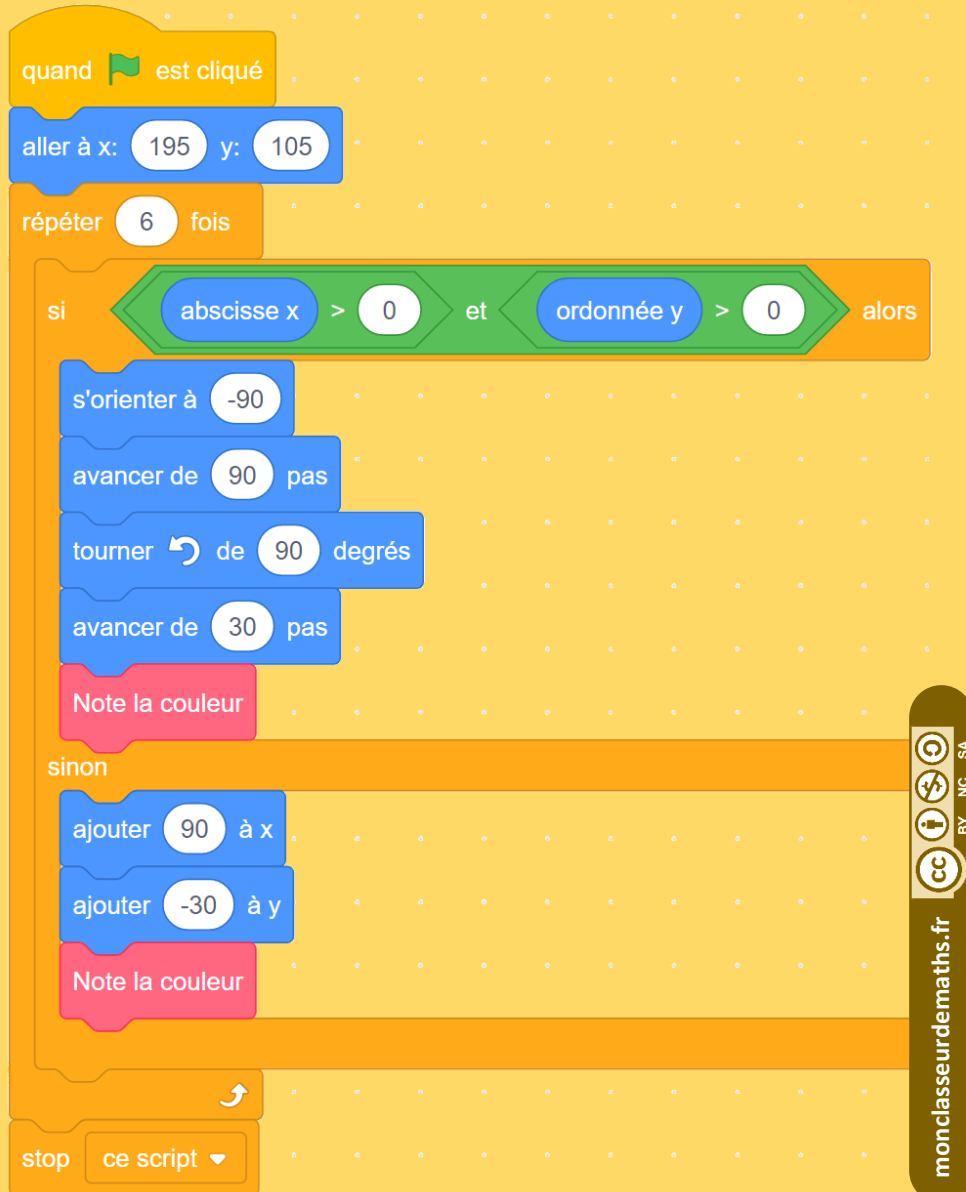 quand est cliqué
aller à x: 195 y: 105
répéter 6 fois
si abscisse x > 0 et ordonnée y > 0 alors
s'orienter à -90
avancer de 90 pas
tourner de 90 degrés
avancer de 30 pas
Note la couleur
sinon
ajouter 90 à x
ajouter -30 à y
Note la couleur
stop ce script
monclasseurdemaths.fr
cc BY NC SA